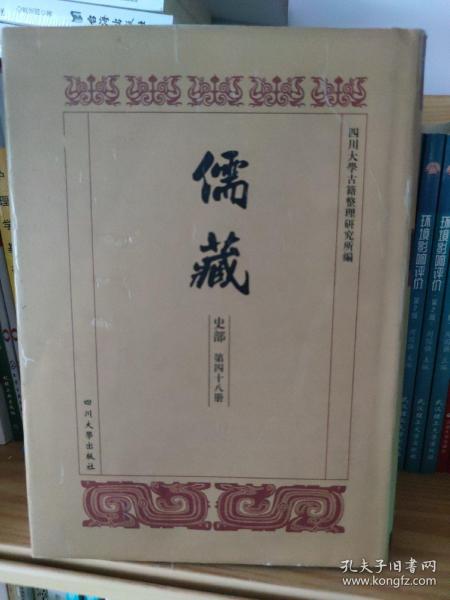 儒藏
史部 第四十八册
四川大學古籍整理研究所編
四川大學出版社
环境影响评价
环境影响评价
孔夫子旧书网
www.kongfz.com